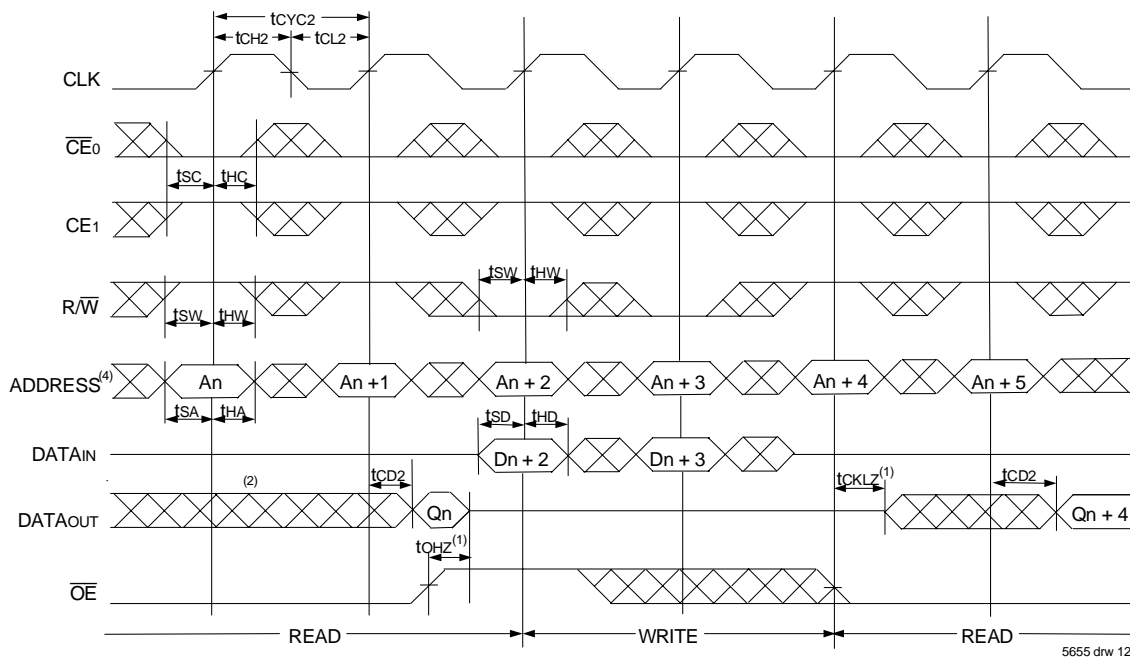 tCYC2
tCH2 tCL2
CLK
CE0
tSC tHC
CE1
tSW tHW
R/W
tSW tHW
ADDRESS(4) An An + 1 An + 2 An + 3 An + 4 An + 5
tSA tHA tSD tHD
DATAIN Dn + 2 Dn + 3
tCD2 tCKLZ(1) tCD2
(2)
DATAOUT Qn Qn + 4
tOHZ(1)
OE
READ WRITE READ
5655 drw 12